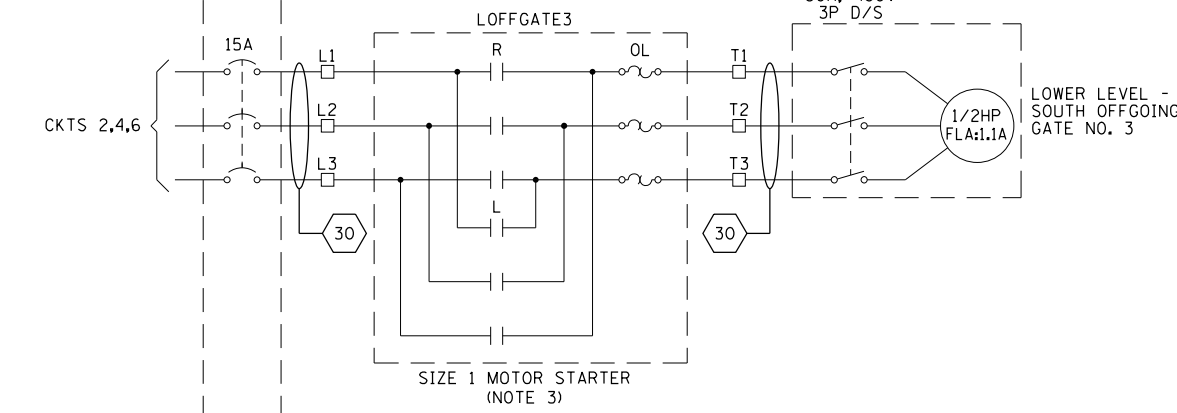 3P D/S
LOFFGATE3
15A
L1
R
OL
T1
L2
T2
CKTS 2,4,6
1/2HP
FLA:1.1A
LOWER LEVEL -
SOUTH OFFGOING
GATE NO. 3
L3
T3
L
30
30
SIZE 1 MOTOR STARTER
(NOTE 3)